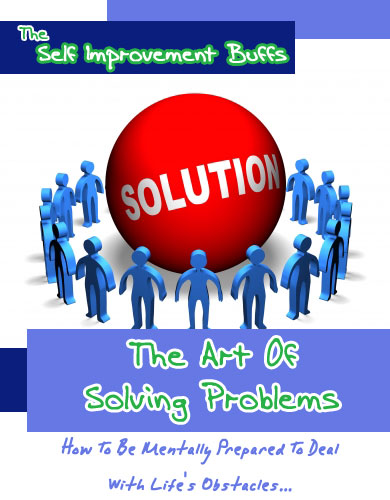 The
Self Improvement Buffs
SOLUTION
The Art Of
Solving Problems
How To Be Mentally Prepared To Deal
With Life's Obstacles...